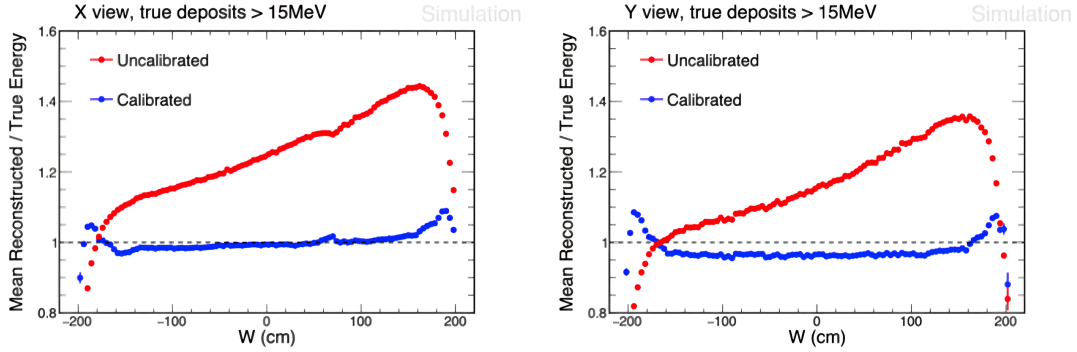 X view, true deposits > 15MeV
Simulation
Mean Reconstructed / True Energy
1.6
1.4
1.2
1
0.8
Uncalibrated
Calibrated
−200
−100
0
100
200
W (cm)
Y view, true deposits > 15MeV
Simulation
Mean Reconstructed / True Energy
1.6
1.4
1.2
1
0.8
Uncalibrated
Calibrated
−200
−100
0
100
200
W (cm)